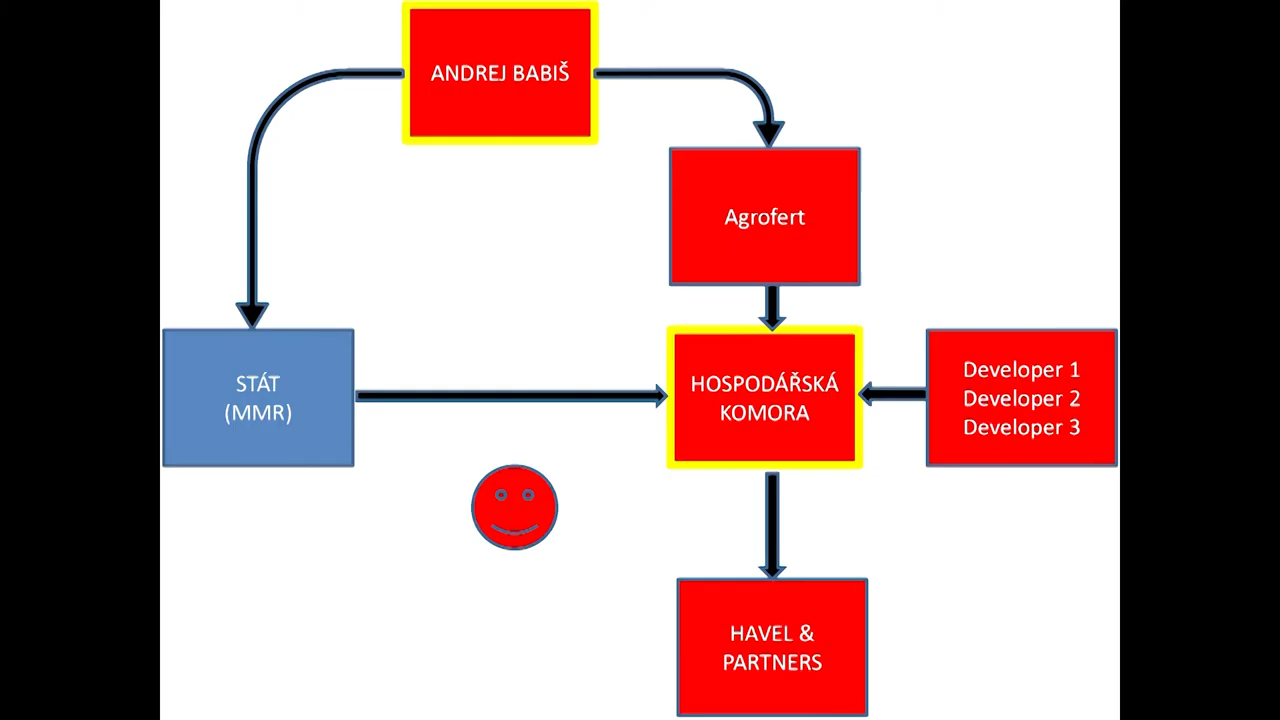 ANDREJ BABIŠ
Agrofert
STÁT
(MMR)
HOSPODÁŘSKÁ
KOMORA
Developer 1
Developer 2
Developer 3
HAVEL &
PARTNERS